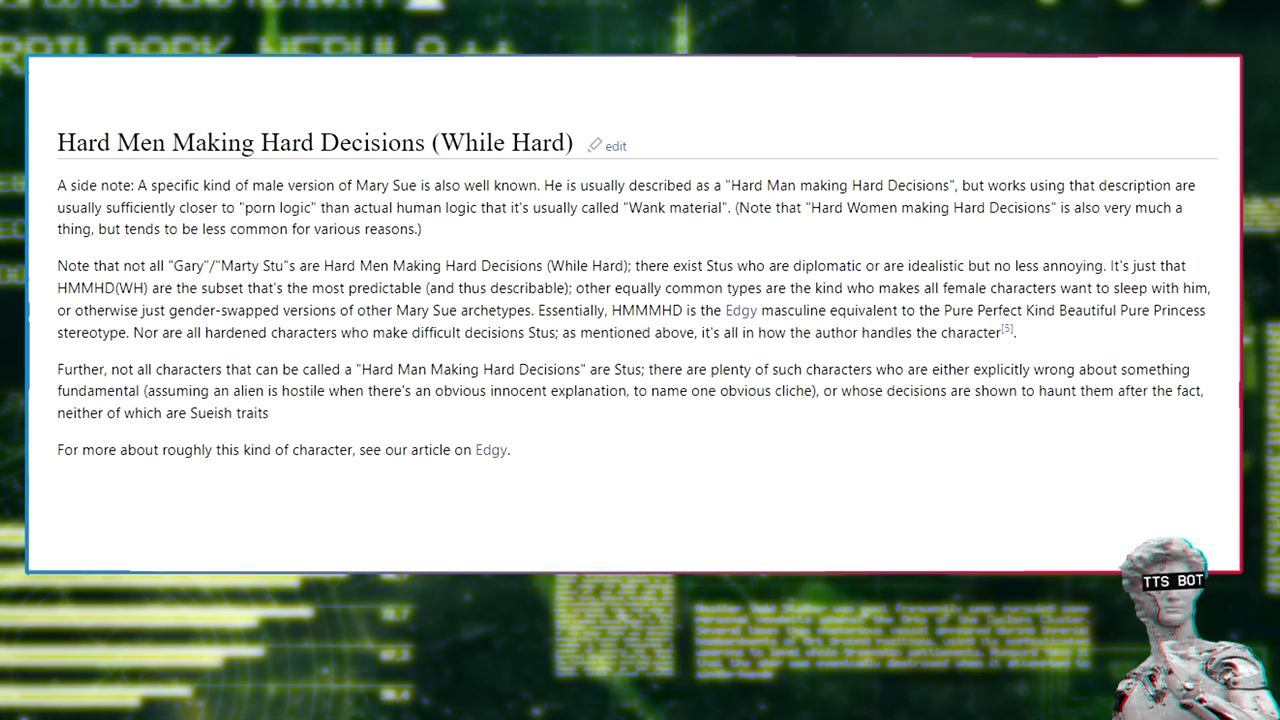 Hard Men Making Hard Decisions (While Hard) edit
A side note: A specific kind of male version of Mary Sue is also well known. He is usually described as a "Hard Man making Hard Decisions", but works using that description are
usually sufficiently closer to "porn logic" than actual human logic that it's usually called "Wank material". (Note that "Hard Women making Hard Decisions" is also very much a
thing, but tends to be less common for various reasons.)
Note that not all "Gary"/"Marty Stu"s are Hard Men Making Hard Decisions (While Hard); there exist Stus who are diplomatic or are idealistic but no less annoying. It's just that
HMMHD(WH) are the subset that's the most predictable (and thus describable); other equally common types are the kind who makes all female characters want to sleep with him,
or otherwise just gender-swapped versions of other Mary Sue archetypes. Essentially, HMMMHD is the Edgy masculine equivalent to the Pure Perfect Kind Beautiful Pure Princess
stereotype. Nor are all hardened characters who make difficult decisions Stus; as mentioned above, it's all in how the author handles the character[5].
Further, not all characters that can be called a "Hard Man Making Hard Decisions" are Stus; there are plenty of such characters who are either explicitly wrong about something
fundamental (assuming an alien is hostile when there's an obvious innocent explanation, to name one obvious cliche), or whose decisions are shown to haunt them after the fact,
neither of which are Sueish traits
For more about roughly this kind of character, see our article on Edgy.
TTS BOT